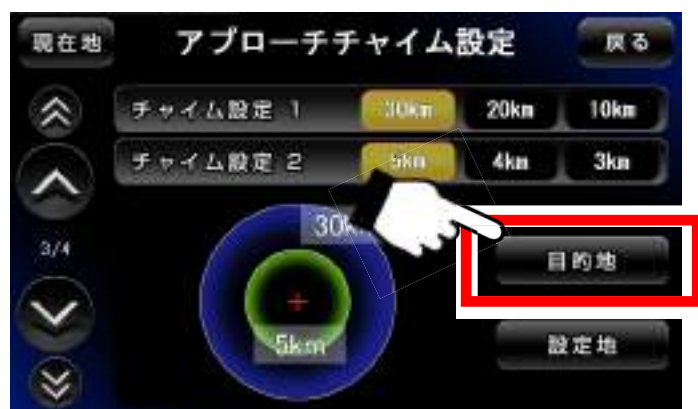 現在地 アプローチチャイム設定 戻る
チャイム設定 1 30km 20km 10km
チャイム設定 2 5km 4km 3km
3/4
30k
目的地
5km
設定地